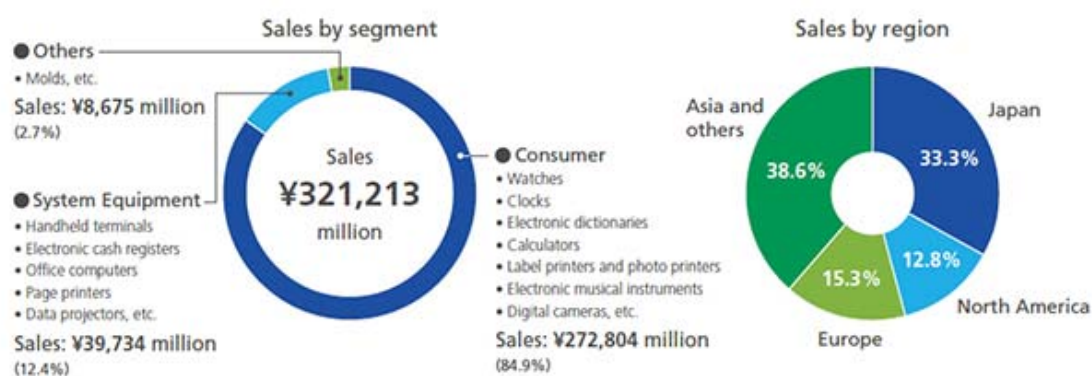 Sales by segment
● Others
• Molds, etc.
Sales: ¥8,675 million
(2.7%)
● System Equipment
• Handheld terminals
• Electronic cash registers
• Office computers
• Page printers
• Data projectors, etc.
Sales: ¥39,734 million
(12.4%)
Sales
¥321,213
million
● Consumer
• Watches
• Clocks
• Electronic dictionaries
• Calculators
• Label printers and photo printers
• Electronic musical instruments
• Digital cameras, etc.
Sales: ¥272,804 million
(84.9%)
Sales by region
Asia and
others
38.6%
Japan
33.3%
12.8%
North America
15.3%
Europe